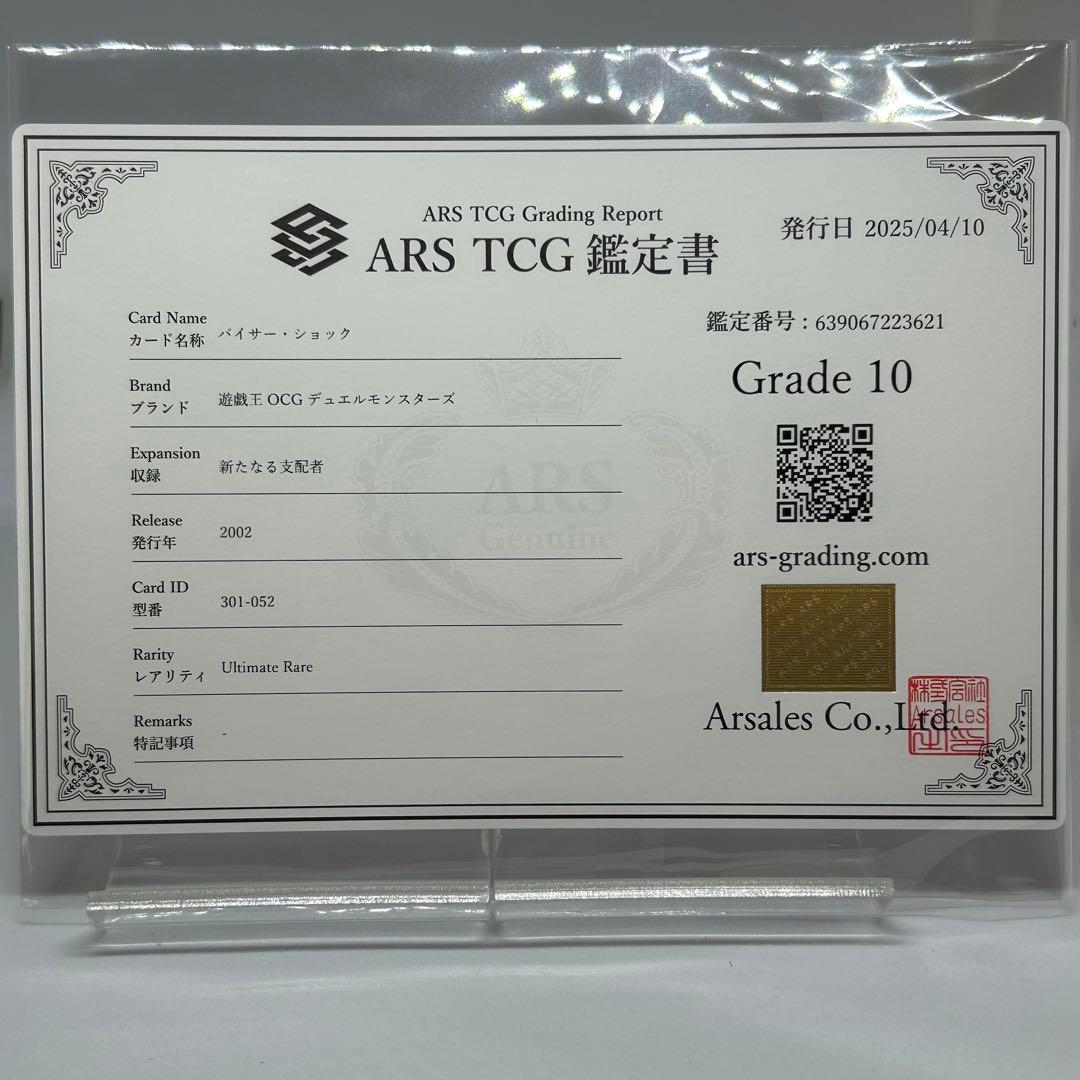 ARS TCG Grading Report
ARS TCG 鑑定書
発行日 2025/04/10
Card Name
カード名称 バイサー・ショック
Brand
ブランド 遊戯王 OCG デュエルモンスターズ
Expansion
収録 新たなる支配者
Release
発行年 2002
Card ID
型番 301-052
Rarity
レアリティ Ultimate Rare
Remarks
特記事項 -
ARS
Genuine
鑑定番号 : 639067223621
Grade 10
ars-grading.com
Arsales Co.,Ltd.
株式会社
Arsales